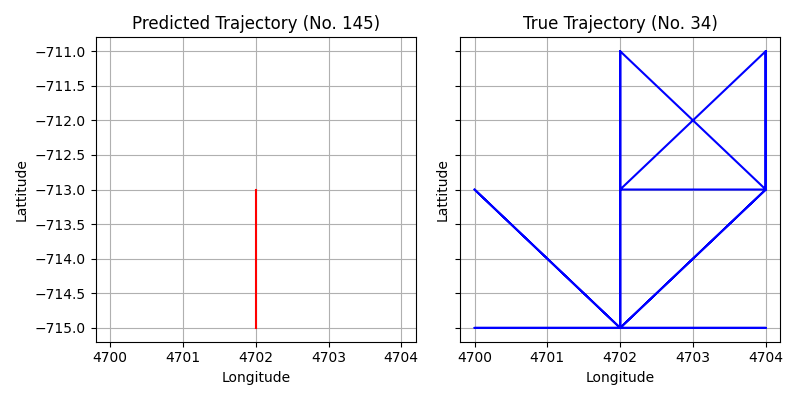 Predicted Trajectory (No. 145)
Lattitude
−711.0
−711.5
−712.0
−712.5
−713.0
−713.5
−714.0
−714.5
−715.0
4700 4701 4702 4703 4704
Longitude
True Trajectory (No. 34)
Lattitude
4700 4701 4702 4703 4704
Longitude